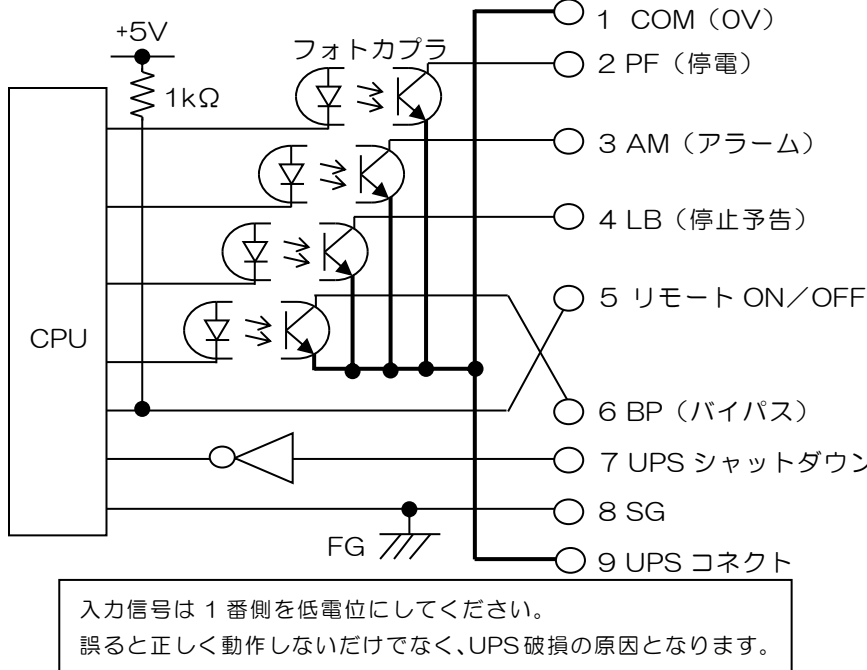 1 COM（0V）
+5V
フォトカプラ
2 PF（停電）
1kΩ
3 AM（アラーム）
4 LB（停止予告）
5 リモート ON／OFF
CPU
6 BP（バイパス）
7 UPS シャットダウン
8 SG
FG
9 UPS コネクト
入力信号は 1 番側を低電位にしてください。
誤ると正しく動作しないだけでなく、UPS破損の原因となります。